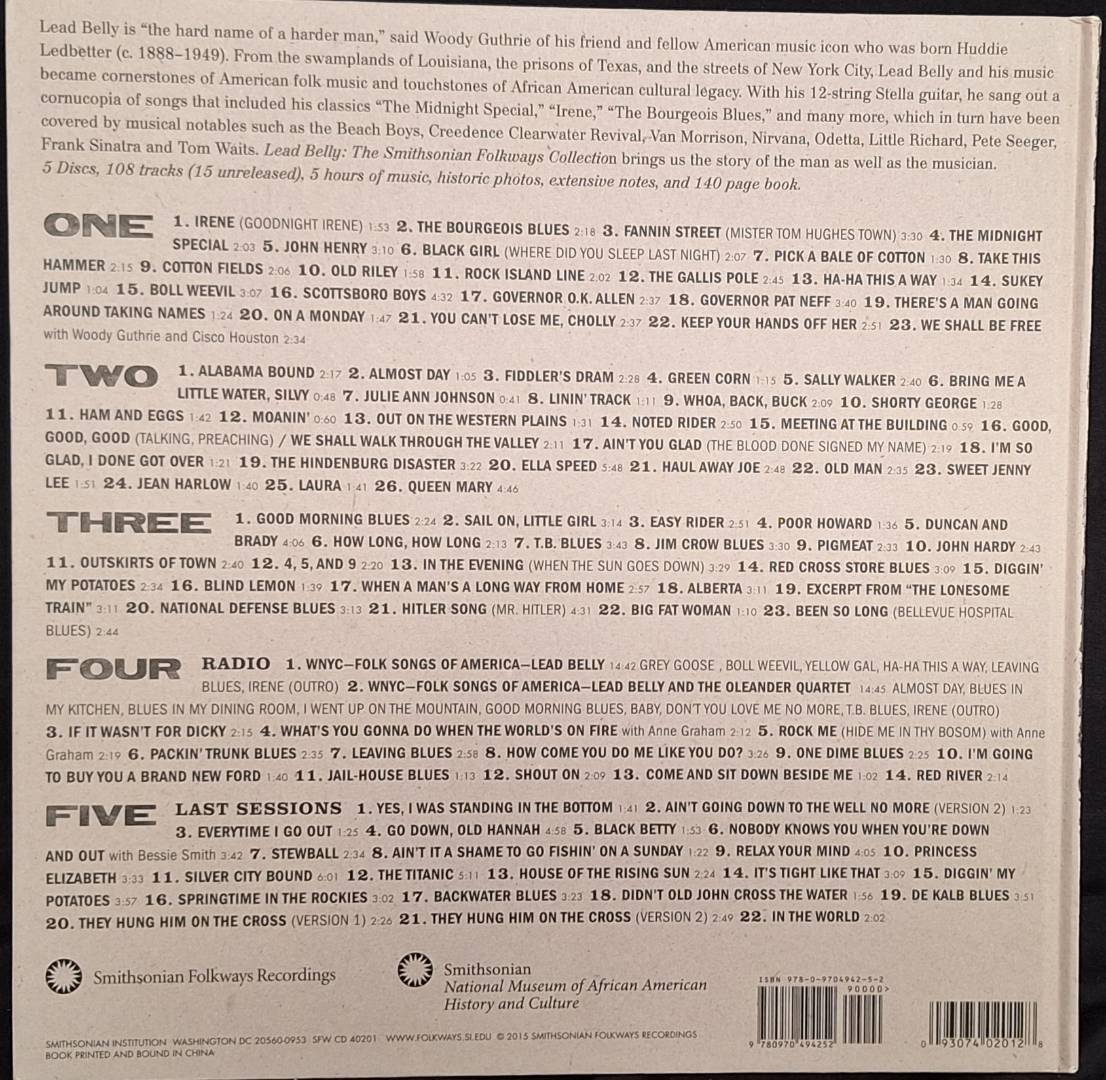 Lead Belly is “the hard name of a harder man,” said Woody Guthrie of his friend and fellow American music icon who was born Huddie
Ledbetter (c. 1888–1949). From the swamplands of Louisiana, the prisons of Texas, and the streets of New York City, Lead Belly and his music
became cornerstones of American folk music and touchstones of African American cultural legacy. With his 12-string Stella guitar, he sang out a
cornucopia of songs that included his classics “The Midnight Special,” “Irene,” “The Bourgeois Blues,” and many more, which in turn have been
covered by musical notables such as the Beach Boys, Creedence Clearwater Revival, Van Morrison, Nirvana, Odetta, Little Richard, Pete Seeger,
Frank Sinatra and Tom Waits. Lead Belly: The Smithsonian Folkways Collection brings us the story of the man as well as the musician.
5 Discs, 108 tracks (15 unreleased), 5 hours of music, historic photos, extensive notes, and 140 page book.
ONE 1. IRENE (GOODNIGHT IRENE) 1:53 2. THE BOURGEOIS BLUES 2:18 3. FANNIN STREET (MISTER TOM HUGHES TOWN) 3:30 4. THE MIDNIGHT
SPECIAL 2:03 5. JOHN HENRY 3:10 6. BLACK GIRL (WHERE DID YOU SLEEP LAST NIGHT) 2:07 7. PICK A BALE OF COTTON 1:30 8. TAKE THIS
HAMMER 2:15 9. COTTON FIELDS 2:06 10. OLD RILEY 1:58 11. ROCK ISLAND LINE 2:02 12. THE GALLIS POLE 2:45 13. HA-HA THIS A WAY 1:34 14. SUKEY
JUMP 1:04 15. BOLL WEEVIL 3:07 16. SCOTTSBORO BOYS 4:32 17. GOVERNOR O.K. ALLEN 2:37 18. GOVERNOR PAT NEFF 3:40 19. THERE'S A MAN GOING
AROUND TAKING NAMES 1:24 20. ON A MONDAY 1:47 21. YOU CAN'T LOSE ME, CHOLLY 2:37 22. KEEP YOUR HANDS OFF HER 2:51 23. WE SHALL BE FREE
with Woody Guthrie and Cisco Houston 2:34
TWO 1. ALABAMA BOUND 2:17 2. ALMOST DAY 1:05 3. FIDDLER'S DRAM 2:28 4. GREEN CORN 1:15 5. SALLY WALKER 2:40 6. BRING ME A
LITTLE WATER, SILVY 0:48 7. JULIE ANN JOHNSON 0:41 8. LININ' TRACK 1:11 9. WHOA, BACK, BUCK 2:09 10. SHORTY GEORGE 1:28
11. HAM AND EGGS 1:42 12. MOANIN' 0:60 13. OUT ON THE WESTERN PLAINS 1:31 14. NOTED RIDER 2:50 15. MEETING AT THE BUILDING 0:59 16. GOOD,
GOOD, GOOD (TALKING, PREACHING) / WE SHALL WALK THROUGH THE VALLEY 2:11 17. AIN'T YOU GLAD (THE BLOOD DONE SIGNED MY NAME) 2:19 18. I'M SO
GLAD, I DONE GOT OVER 1:21 19. THE HINDENBURG DISASTER 3:22 20. ELLA SPEED 5:48 21. HAUL AWAY JOE 2:48 22. OLD MAN 2:35 23. SWEET JENNY
LEE 1:51 24. JEAN HARLOW 1:40 25. LAURA 1:41 26. QUEEN MARY 4:46
THREE 1. GOOD MORNING BLUES 2:24 2. SAIL ON, LITTLE GIRL 3:14 3. EASY RIDER 2:51 4. POOR HOWARD 1:36 5. DUNCAN AND
BRADY 4:06 6. HOW LONG, HOW LONG 2:13 7. T.B. BLUES 3:43 8. JIM CROW BLUES 3:30 9. PIGMEAT 2:33 10. JOHN HARDY 2:43
11. OUTSKIRTS OF TOWN 2:40 12. 4, 5, AND 9 2:20 13. IN THE EVENING (WHEN THE SUN GOES DOWN) 3:29 14. RED CROSS STORE BLUES 3:09 15. DIGGIN'
MY POTATOES 2:34 16. BLIND LEMON 1:39 17. WHEN A MAN'S A LONG WAY FROM HOME 2:57 18. ALBERTA 3:11 19. EXCERPT FROM “THE LONESOME
TRAIN” 3:11 20. NATIONAL DEFENSE BLUES 3:13 21. HITLER SONG (MR. HITLER) 4:31 22. BIG FAT WOMAN 1:10 23. BEEN SO LONG (BELLEVUE HOSPITAL
BLUES) 2:44
FOUR RADIO 1. WNYC–FOLK SONGS OF AMERICA–LEAD BELLY 14:42 GREY GOOSE , BOLL WEEVIL, YELLOW GAL, HA-HA THIS A WAY, LEAVING
BLUES, IRENE (OUTRO) 2. WNYC–FOLK SONGS OF AMERICA–LEAD BELLY AND THE OLEANDER QUARTET 14:45 ALMOST DAY, BLUES IN
MY KITCHEN, BLUES IN MY DINING ROOM, I WENT UP ON THE MOUNTAIN, GOOD MORNING BLUES, BABY, DON'T YOU LOVE ME NO MORE, T.B. BLUES, IRENE (OUTRO)
3. IF IT WASN'T FOR DICKY 2:15 4. WHAT'S YOU GONNA DO WHEN THE WORLD'S ON FIRE with Anne Graham 2:12 5. ROCK ME (HIDE ME IN THY BOSOM) with Anne
Graham 2:19 6. PACKIN' TRUNK BLUES 2:35 7. LEAVING BLUES 2:58 8. HOW COME YOU DO ME LIKE YOU DO? 3:26 9. ONE DIME BLUES 2:25 10. I'M GOING
TO BUY YOU A BRAND NEW FORD 1:40 11. JAIL-HOUSE BLUES 1:13 12. SHOUT ON 2:09 13. COME AND SIT DOWN BESIDE ME 1:02 14. RED RIVER 2:14
FIVE LAST SESSIONS 1. YES, I WAS STANDING IN THE BOTTOM 1:41 2. AIN'T GOING DOWN TO THE WELL NO MORE (VERSION 2) 1:23
3. EVERYTIME I GO OUT 1:25 4. GO DOWN, OLD HANNAH 4:58 5. BLACK BETTY 1:53 6. NOBODY KNOWS YOU WHEN YOU'RE DOWN
AND OUT with Bessie Smith 3:42 7. STEWBALL 2:34 8. AIN'T IT A SHAME TO GO FISHIN' ON A SUNDAY 1:22 9. RELAX YOUR MIND 4:05 10. PRINCESS
ELIZABETH 3:33 11. SILVER CITY BOUND 6:01 12. THE TITANIC 5:11 13. HOUSE OF THE RISING SUN 2:24 14. IT'S TIGHT LIKE THAT 3:09 15. DIGGIN' MY
POTATOES 3:57 16. SPRINGTIME IN THE ROCKIES 3:02 17. BACKWATER BLUES 3:23 18. DIDN'T OLD JOHN CROSS THE WATER 1:56 19. DE KALB BLUES 3:51
20. THEY HUNG HIM ON THE CROSS (VERSION 1) 2:26 21. THEY HUNG HIM ON THE CROSS (VERSION 2) 2:49 22. IN THE WORLD 2:02
Smithsonian Folkways Recordings
Smithsonian
National Museum of African American
History and Culture
ISBN 978-0-9704942-5-2
90000>
9 780970 494252
0 93074 02012 8
SMITHSONIAN INSTITUTION WASHINGTON DC 20560-0953 SFW CD 40201 WWW.FOLKWAYS.SI.EDU © 2015 SMITHSONIAN FOLKWAYS RECORDINGS
BOOK PRINTED AND BOUND IN CHINA